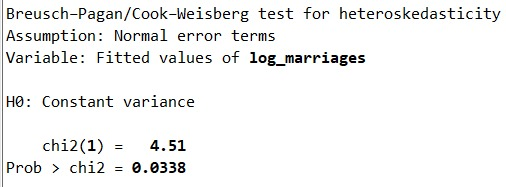 Breusch–Pagan/Cook–Weisberg test for heteroskedasticity
Assumption: Normal error terms
Variable: Fitted values of log_marriages
H0: Constant variance
chi2(1) = 4.51
Prob > chi2 = 0.0338